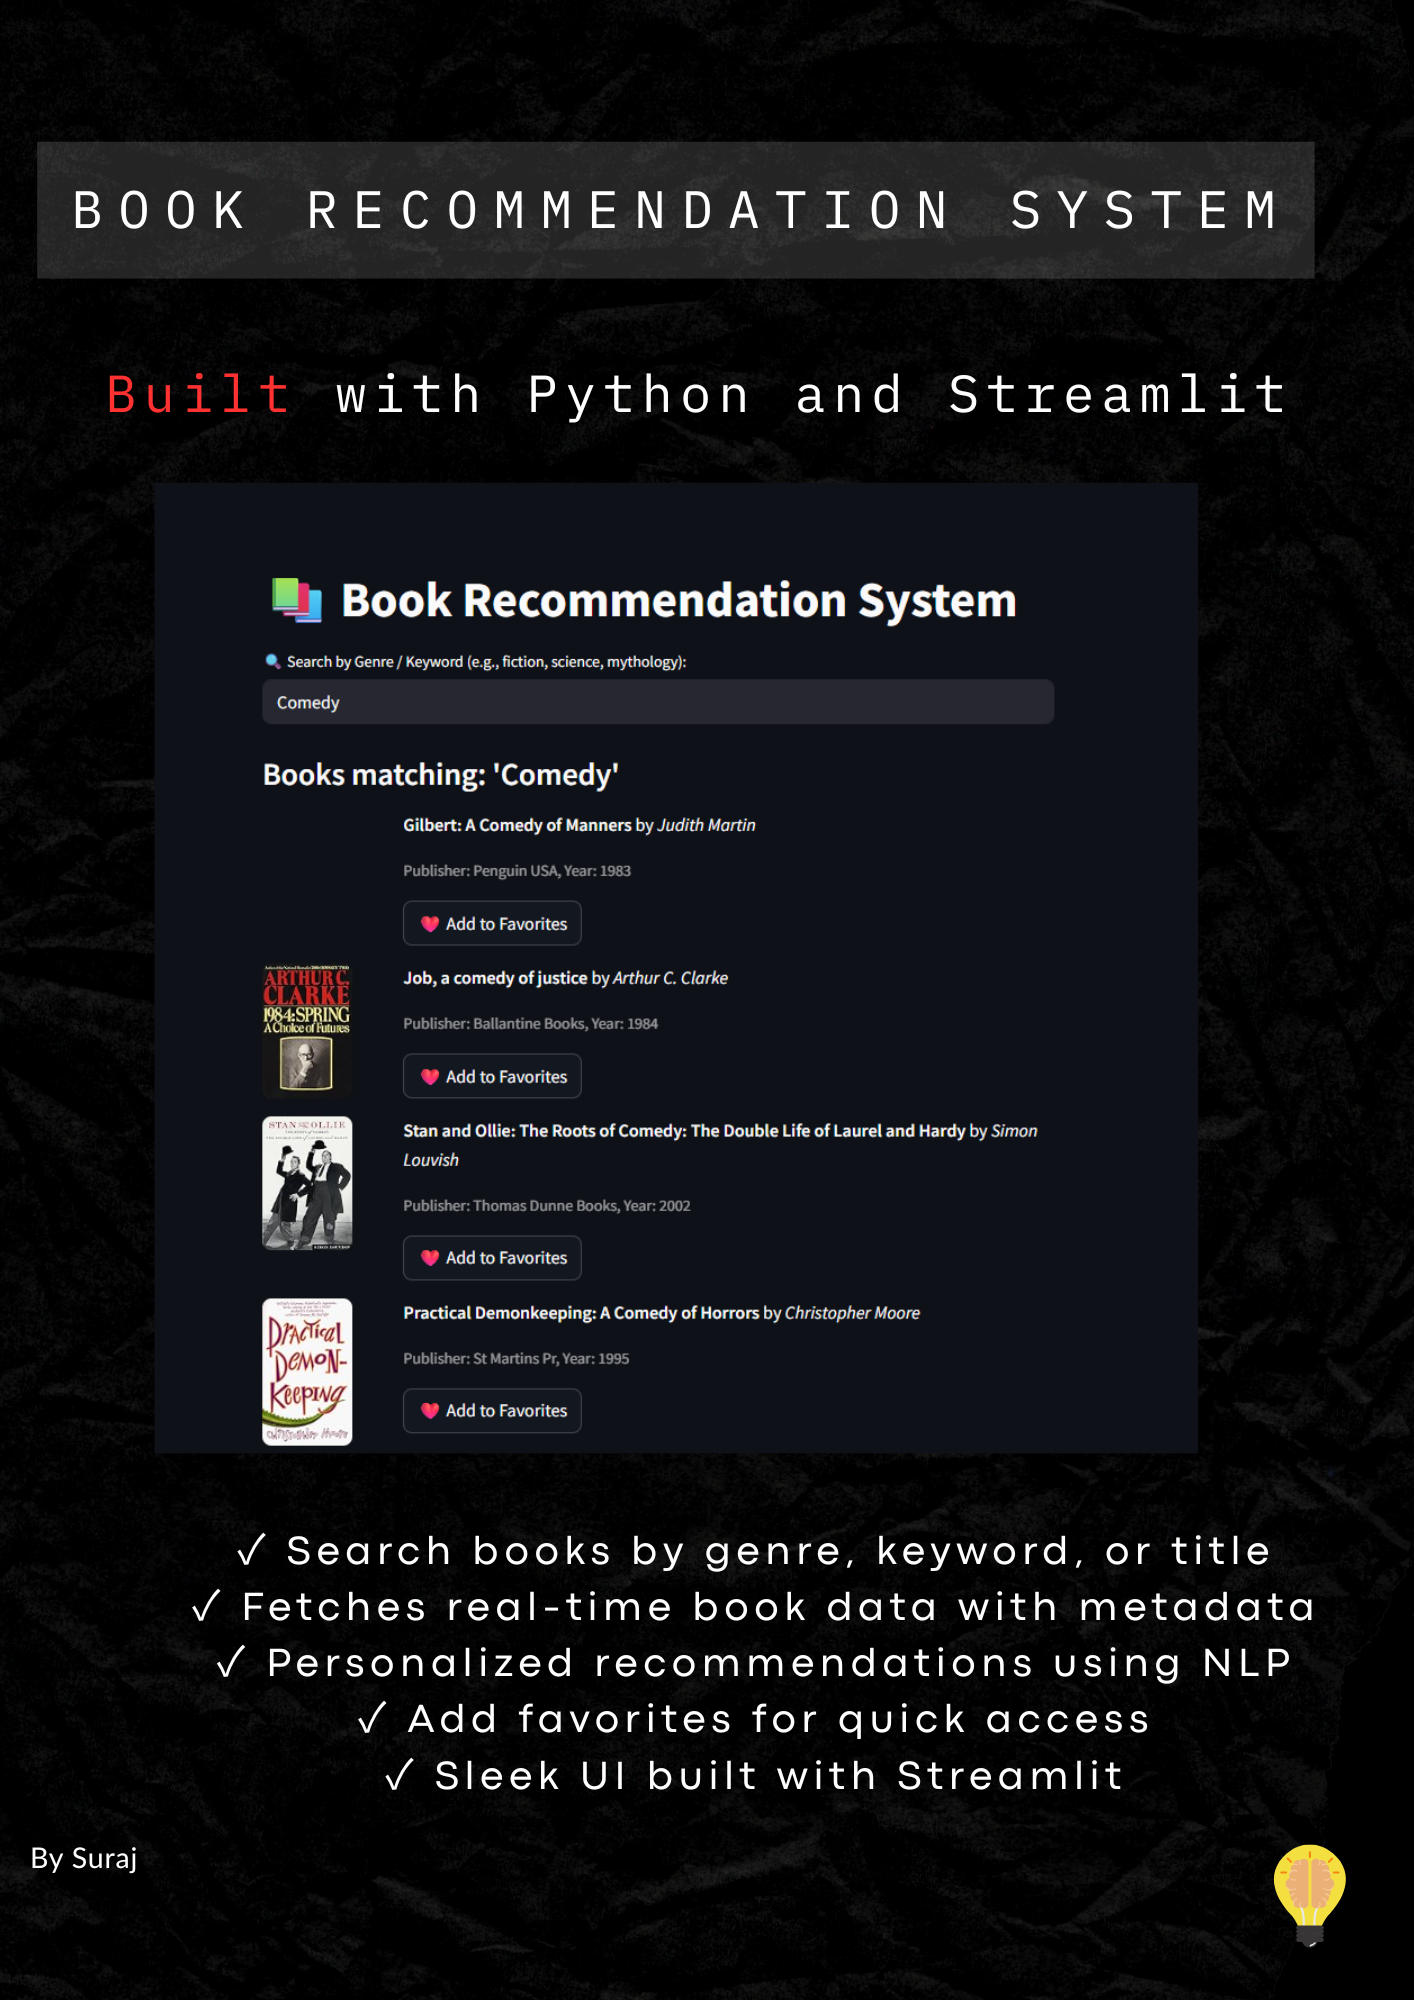 BOOK RECOMMENDATION SYSTEM
Built with Python and Streamlit
Book Recommendation System
Search by Genre / Keyword (e.g., fiction, science, mythology):
Comedy
Books matching: 'Comedy'
Gilbert: A Comedy of Manners by Judith Martin
Publisher: Penguin USA, Year: 1983
Add to Favorites
ARTHUR C.
CLARKE
1984: SPRING
A Choice of Futures
Job, a comedy of justice by Arthur C. Clarke
Publisher: Ballantine Books, Year: 1984
Add to Favorites
STAN and OLLIE
Stan and Ollie: The Roots of Comedy: The Double Life of Laurel and Hardy by Simon
Louvish
Publisher: Thomas Dunne Books, Year: 2002
Add to Favorites
Practical
Demon-
Keeping
Christopher Moore
Practical Demonkeeping: A Comedy of Horrors by Christopher Moore
Publisher: St Martins Pr, Year: 1995
Add to Favorites
✓ Search books by genre, keyword, or title
✓ Fetches real-time book data with metadata
✓ Personalized recommendations using NLP
✓ Add favorites for quick access
✓ Sleek UI built with Streamlit
By Suraj